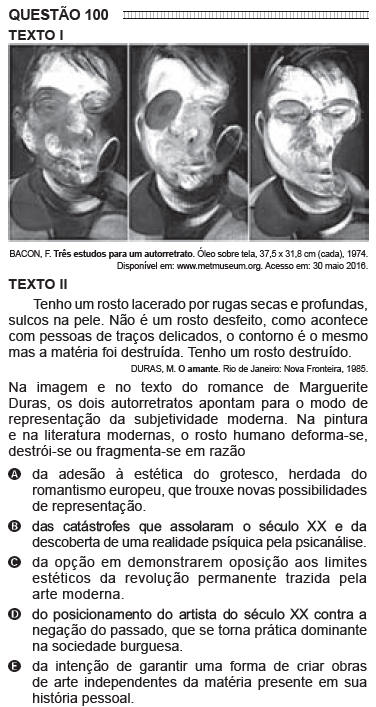 QUESTÃO 100
TEXTO I
BACON, F. Três estudos para um autorretrato. Óleo sobre tela, 37,5 x 31,8 cm (cada), 1974.
Disponível em: www.metmuseum.org. Acesso em: 30 maio 2016.
TEXTO II
Tenho um rosto lacerado por rugas secas e profundas,
sulcos na pele. Não é um rosto desfeito, como acontece
com pessoas de traços delicados, o contorno é o mesmo
mas a matéria foi destruída. Tenho um rosto destruído.
DURAS, M. O amante. Rio de Janeiro: Nova Fronteira, 1985.
Na imagem e no texto do romance de Marguerite
Duras, os dois autorretratos apontam para o modo de
representação da subjetividade moderna. Na pintura
e na literatura modernas, o rosto humano deforma-se,
destrói-se ou fragmenta-se em razão
A da adesão à estética do grotesco, herdada do
romantismo europeu, que trouxe novas possibilidades
de representação.
B das catástrofes que assolaram o século XX e da
descoberta de uma realidade psíquica pela psicanálise.
C da opção em demonstrarem oposição aos limites
estéticos da revolução permanente trazida pela
arte moderna.
D do posicionamento do artista do século XX contra a
negação do passado, que se torna prática dominante
na sociedade burguesa.
E da intenção de garantir uma forma de criar obras
de arte independentes da matéria presente em sua
história pessoal.